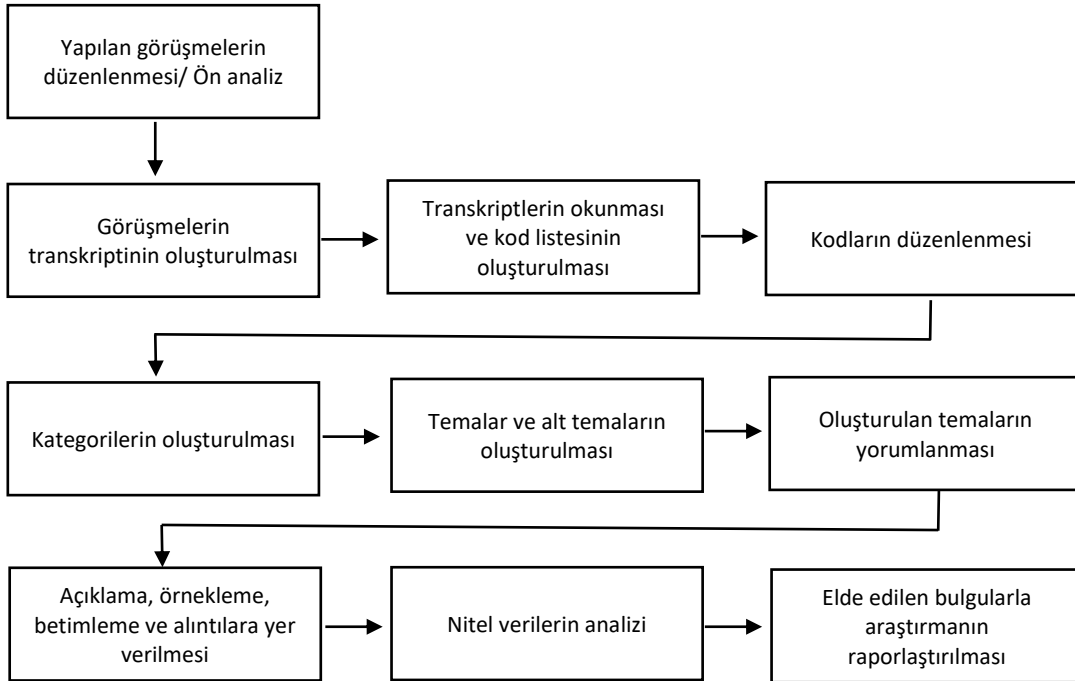 Yapılan görüşmelerin
düzenlenmesi/ Ön analiz
Görüşmelerin
transkriptinin oluşturulması
Transkriptlerin okunması
ve kod listesinin
oluşturulması
Kodların düzenlenmesi
Kategorilerin oluşturulması
Temalar ve alt temaların
oluşturulması
Oluşturulan temaların
yorumlanması
Açıklama, örnekleme,
betimleme ve alıntılara yer
verilmesi
Nitel verilerin analizi
Elde edilen bulgularla
araştırmanın
raporlaştırılması